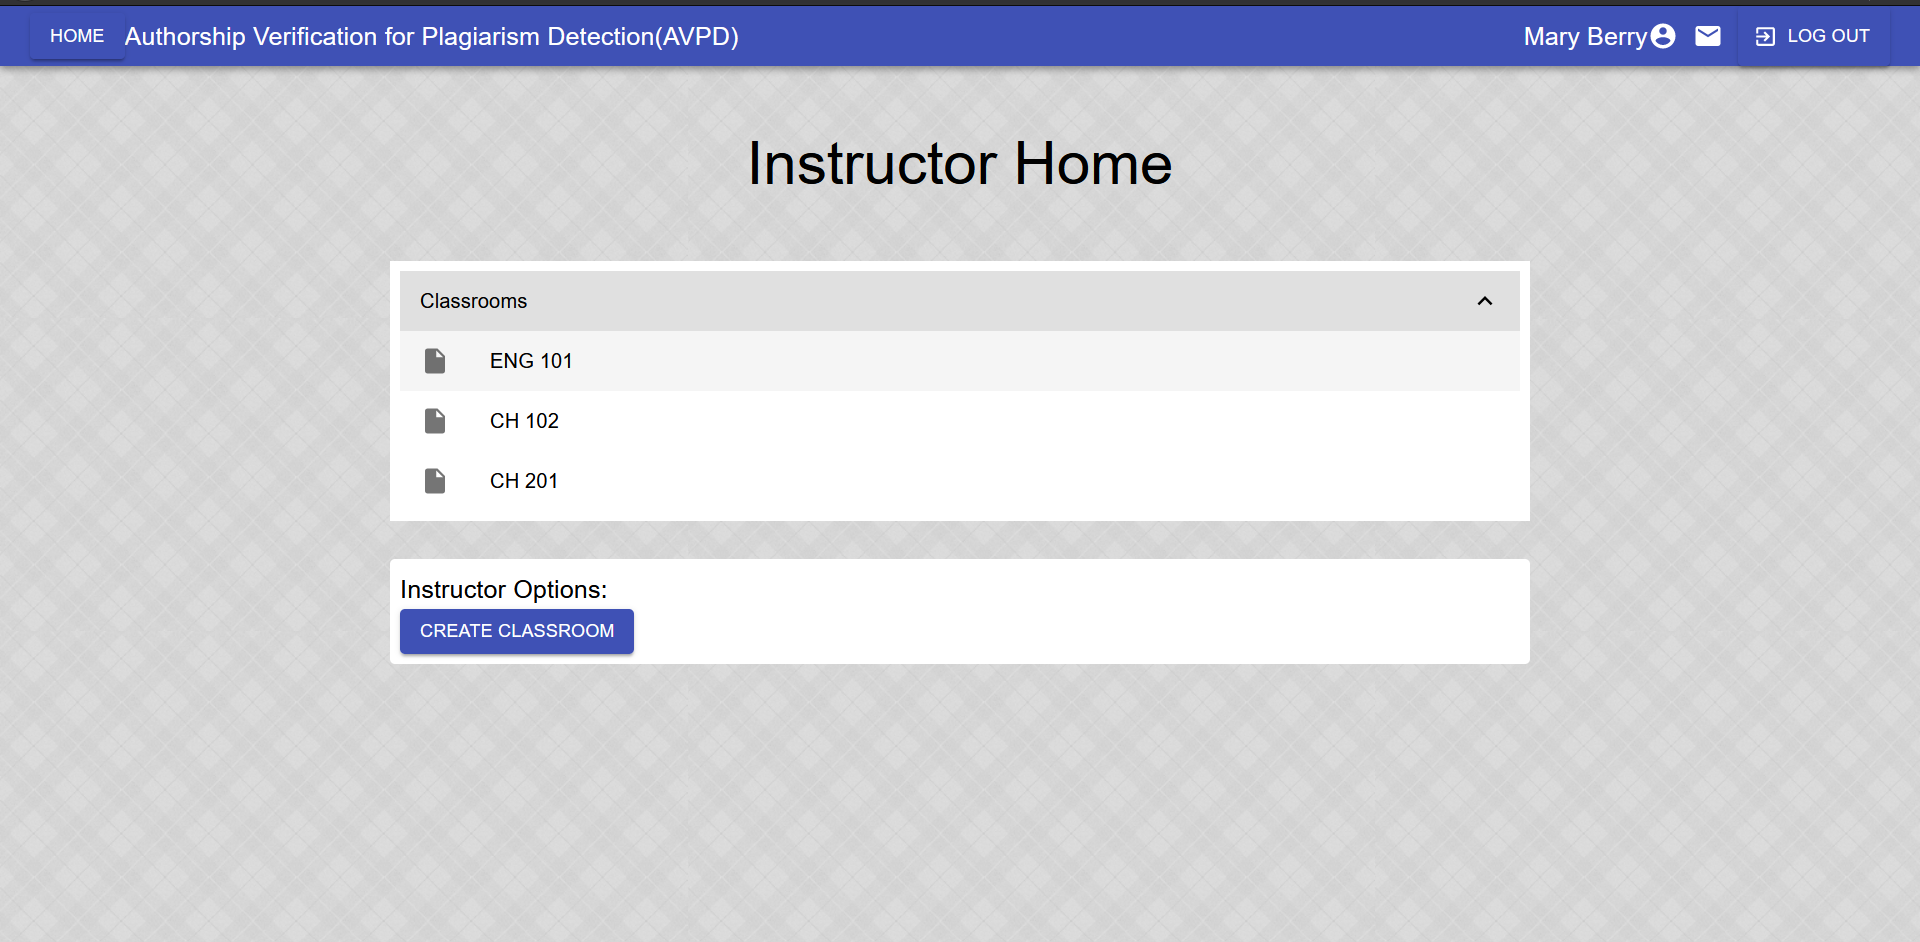 HOME Authorship Verification for Plagiarism Detection(AVPD) Mary Berry LOG OUT
Instructor Home
Classrooms
ENG 101
CH 102
CH 201
Instructor Options:
CREATE CLASSROOM